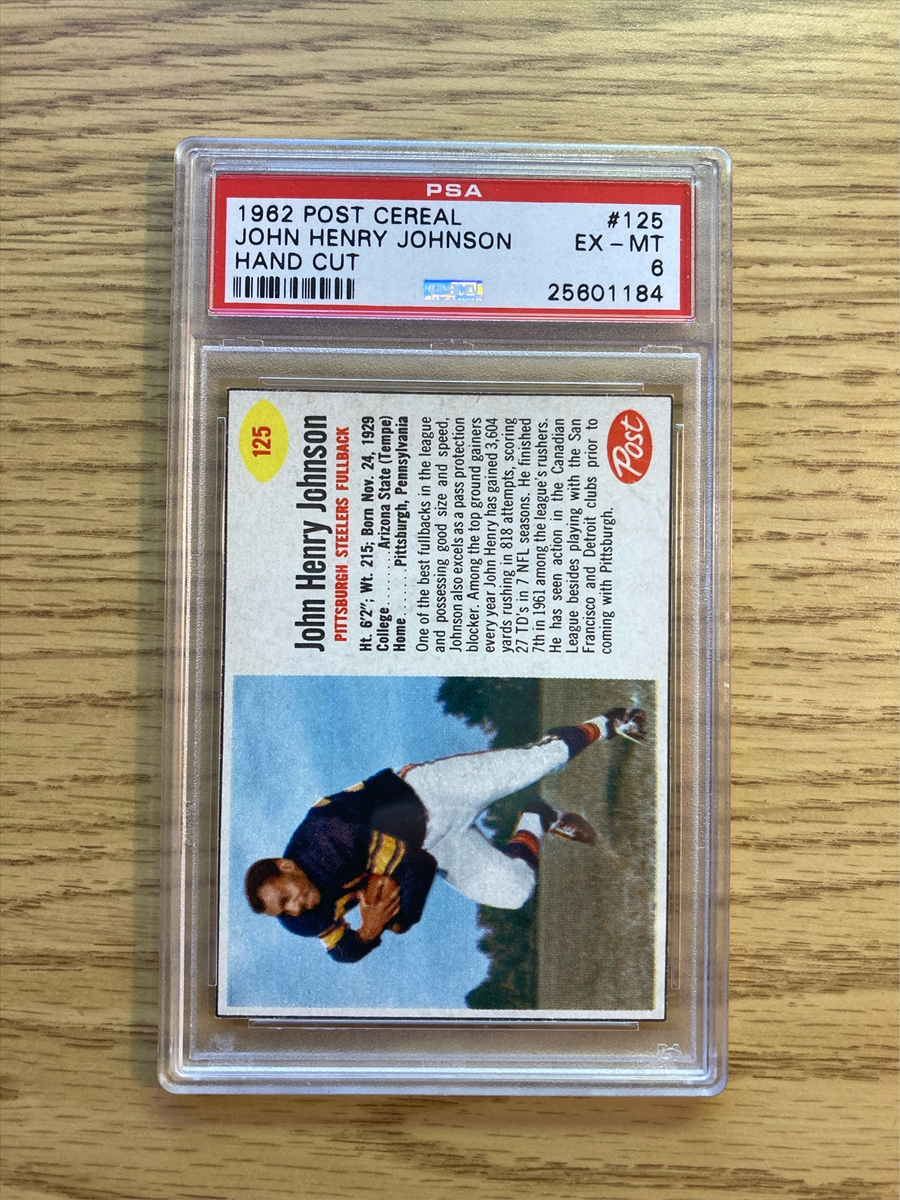 PSA
1962 POST CEREAL #125
JOHN HENRY JOHNSON EX - MT
HAND CUT 6
25601184
125
John Henry Johnson
PITTSBURGH STEELERS FULLBACK
Ht. 6'2"; Wt. 215; Born Nov. 24, 1929
College........Arizona State (Tempe)
Home........Pittsburgh, Pennsylvania
One of the best fullbacks in the league
and possessing good size and speed,
Johnson also excels as a pass protection
blocker. Among the top ground gainers
every year John Henry has gained 3,604
yards rushing in 818 attempts, scoring
27 TD's in 7 NFL seasons. He finished
7th in 1961 among the league's rushers.
He has seen action in the Canadian
League besides playing with the San
Francisco and Detroit clubs prior to
coming with Pittsburgh.
Post